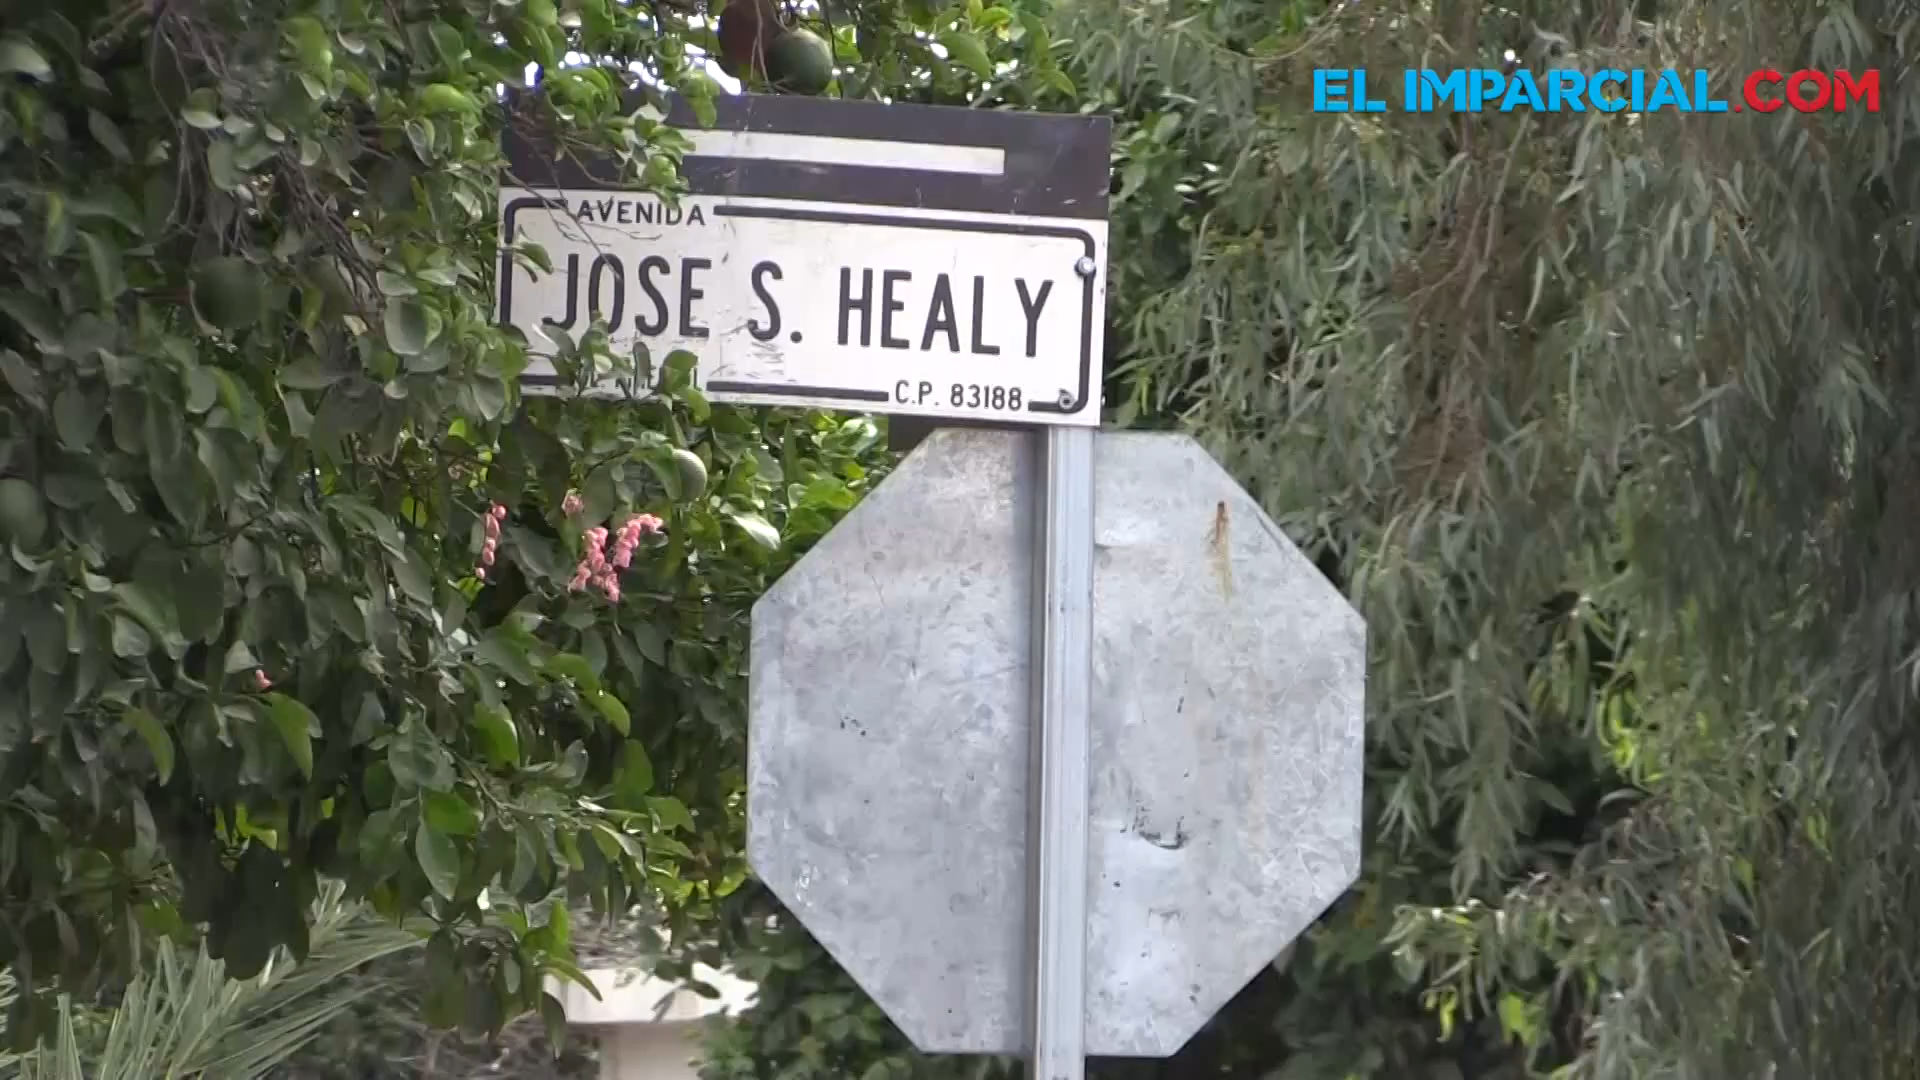 EL IMPARCIAL.COM
AVENIDA
JOSE S. HEALY
C.P. 83188